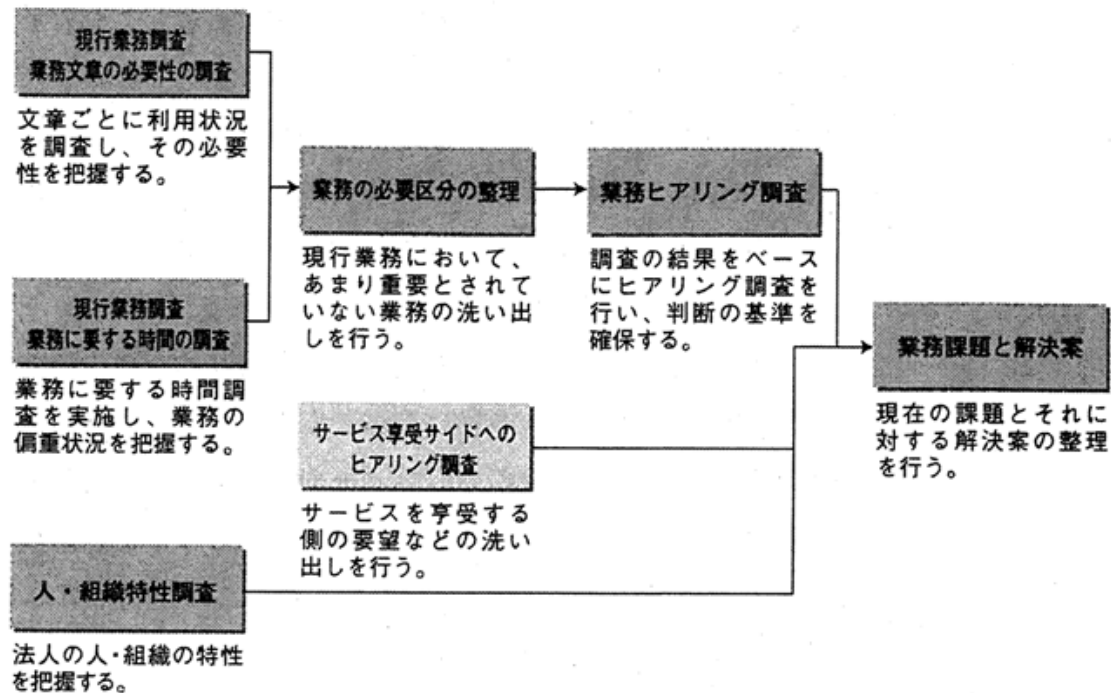 現行業務調査
業務文章の必要性の調査
文章ごとに利用状況
を調査し、その必要
性を把握する。
現行業務調査
業務に要する時間の調査
業務に要する時間調
査を実施し、業務の
偏重状況を把握する。
人・組織特性調査
法人の人・組織の特性
を把握する。
業務の必要区分の整理
現行業務において、
あまり重要とされて
いない業務の洗い出
しを行う。
サービス享受サイドへの
ヒアリング調査
サービスを享受する
側の要望などの洗い
出しを行う。
業務ヒアリング調査
調査の結果をベース
にヒアリング調査を
行い、判断の基準を
確保する。
業務課題と解決案
現在の課題とそれに
対する解決案の整理
を行う。